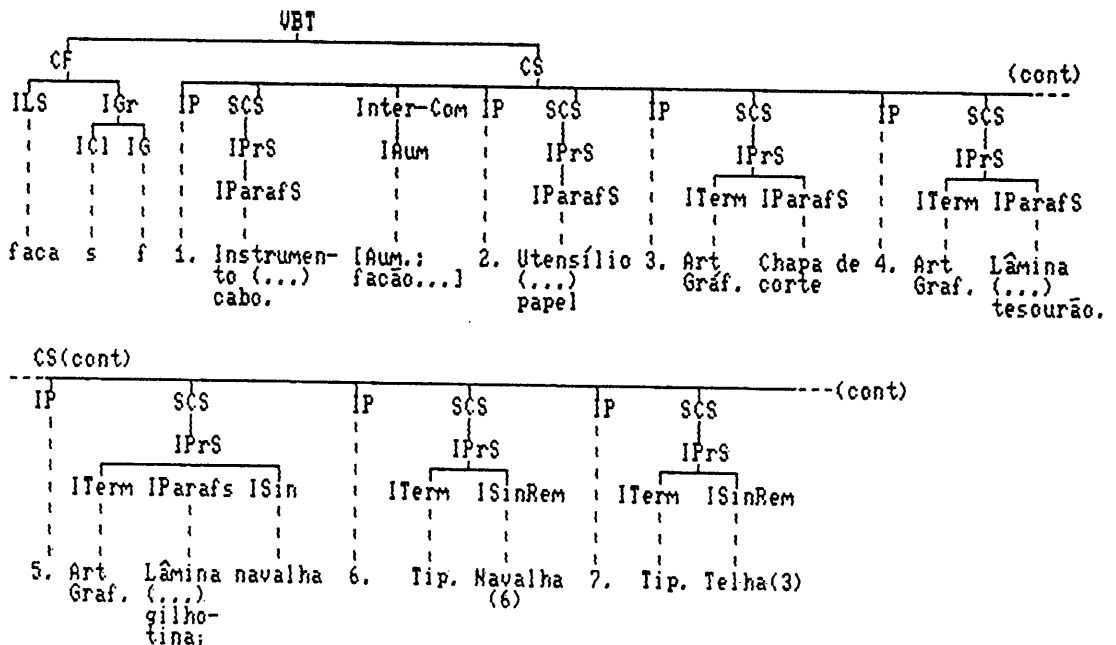 VBT
CF CS (cont)
ILS IGr IP SCS Inter-Com IP SCS IP SCS IP SCS
ICl IG IPrS IAum IPrS IPrS IPrS
IParafS IParafS ITerm IParafS ITerm IParafS
faca s f 1. Instrumen- [Aum.: 2. Utensílio 3. Art Chapa de 4. Art Lâmina
to (...) facão...] (...) Gráf. corte Graf. (...)
cabo. papel tesourão.
CS(cont)
(cont)
IP SCS IP SCS IP SCS
IPrS IPrS IPrS
ITerm IParafs ISin ITerm ISinRem ITerm ISinRem
5. Art Lâmina navalha 6. Tip. Navalha 7. Tip. Telha(3)
Graf. (...) (6)
gilho-
tina;